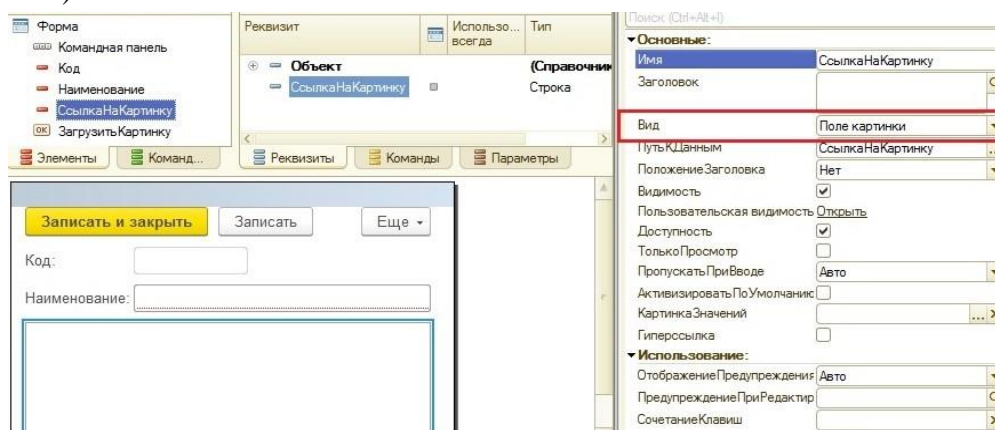 Форма
Командная панель
Код
Наименование
СсылкаНаКартинку
ОК ЗагрузитьКартинку
Элементы Команд...
Реквизит Использо... всегда Тип
Объект (Справочник
СсылкаНаКартинку Строка
Реквизиты Команды Параметры
Записать и закрыть Записать Еще
Код:
Наименование:
Поиск (Ctrl+Alt+I)
Основные:
Имя СсылкаНаКартинку
Заголовок
Вид Поле картинки
ПутьКДанным СсылкаНаКартинку ...
ПоложениеЗаголовка Нет
Видимость
Пользовательская видимость Открыть
Доступность
ТолькоПросмотр
ПропускатьПриВводе Авто
АктивизироватьПоУмолчанию
КартинкаЗначений ...
Гиперссылка
Использование:
ОтображениеПредупреждения Авто
ПредупреждениеПриРедактир
СочетаниеКлавиш